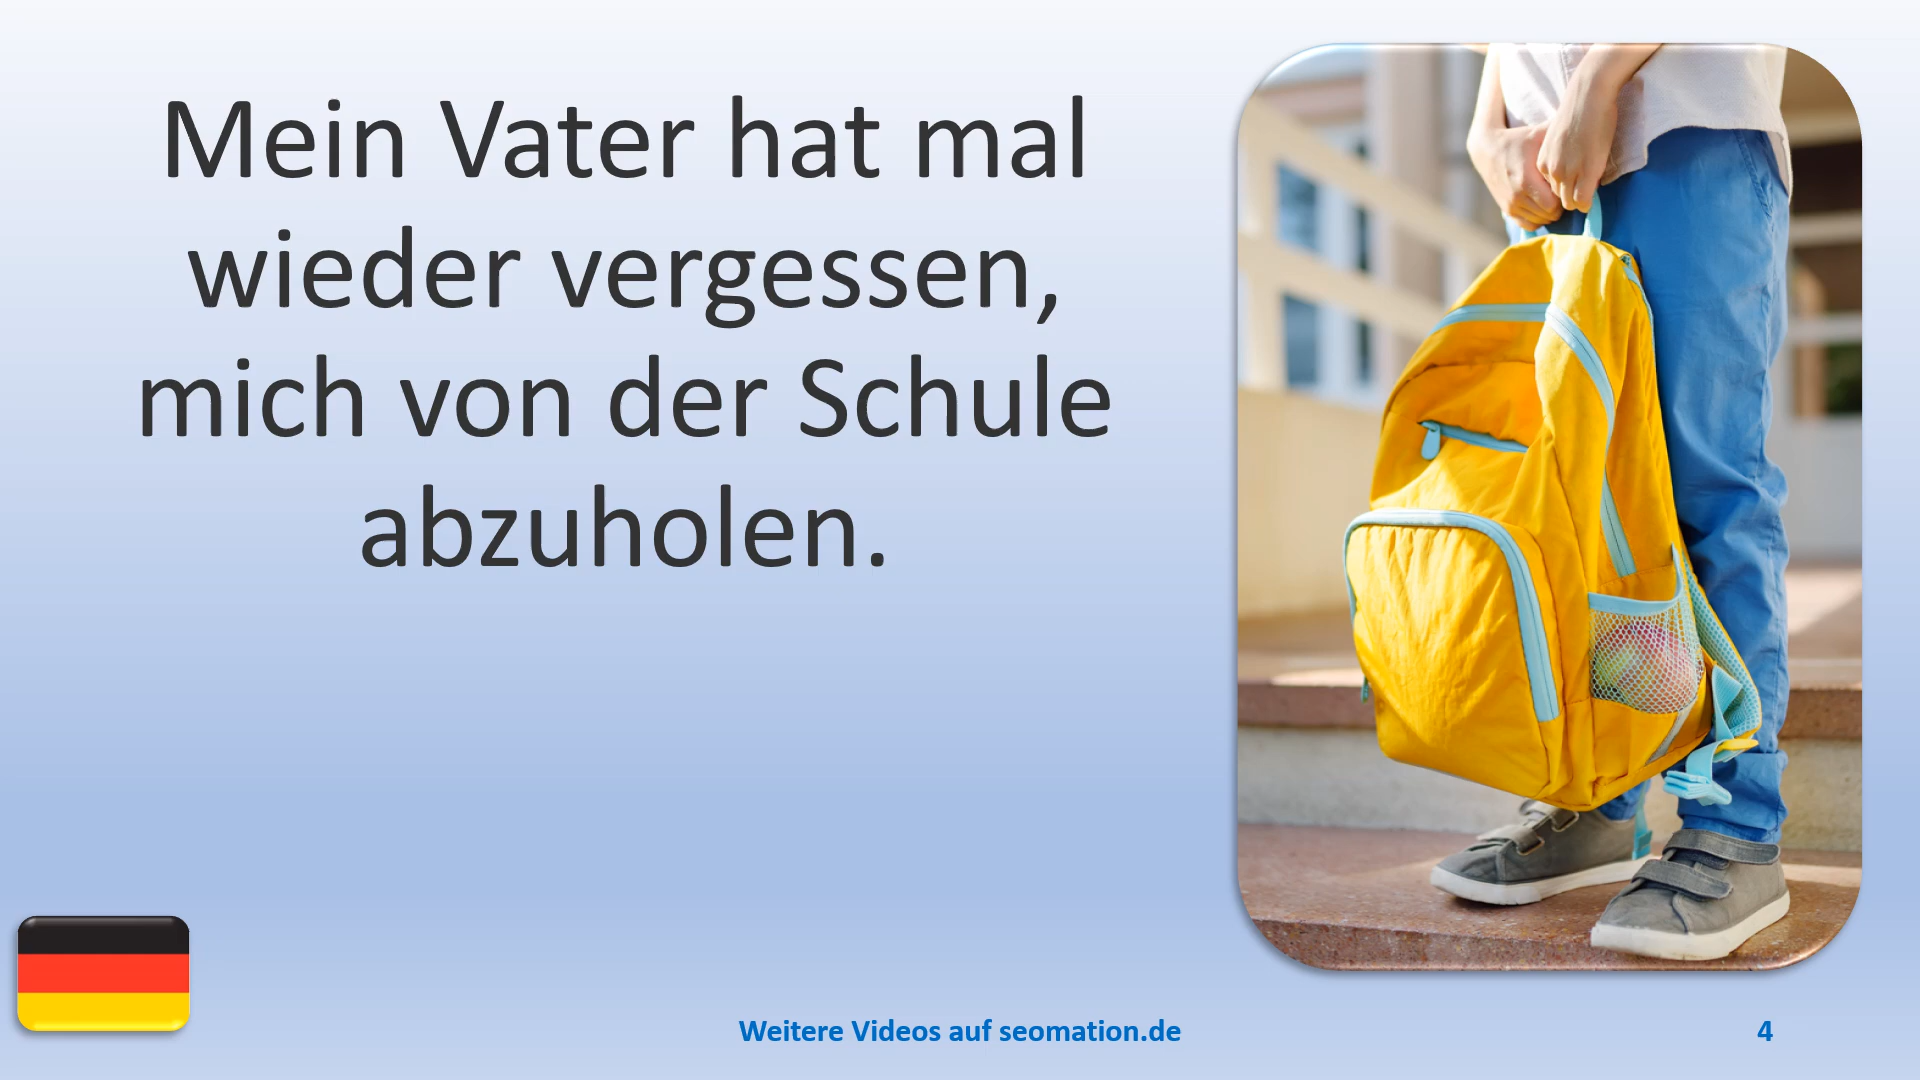 Mein Vater hat mal
wieder vergessen,
mich von der Schule
abzuholen.
Weitere Videos auf seomation.de
4